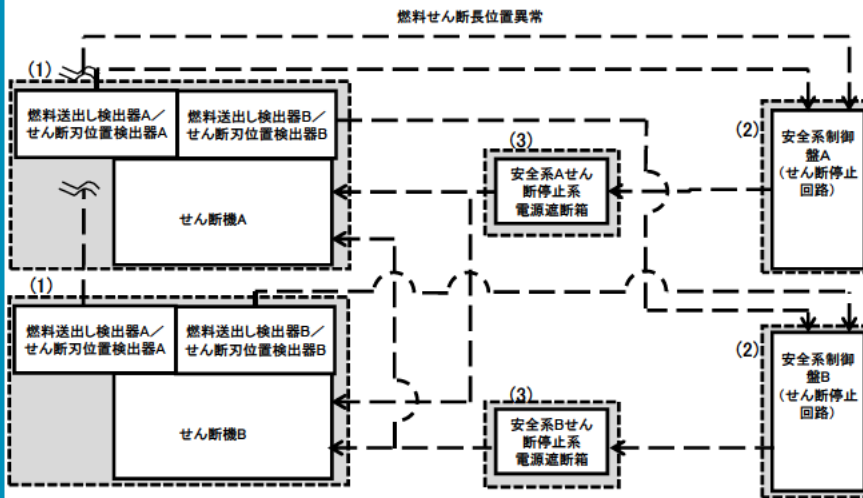 燃料せん断長位置異常
(1)
燃料送出し検出器A／
せん断刃位置検出器A
燃料送出し検出器B／
せん断刃位置検出器B
せん断機A
(3)
安全系Aせん
断停止系
電源遮断箱
(2)
安全系制御
盤A
(せん断停止
回路)
(1)
燃料送出し検出器A／
せん断刃位置検出器A
燃料送出し検出器B／
せん断刃位置検出器B
せん断機B
(3)
安全系Bせん
断停止系
電源遮断箱
(2)
安全系制御
盤B
(せん断停止
回路)